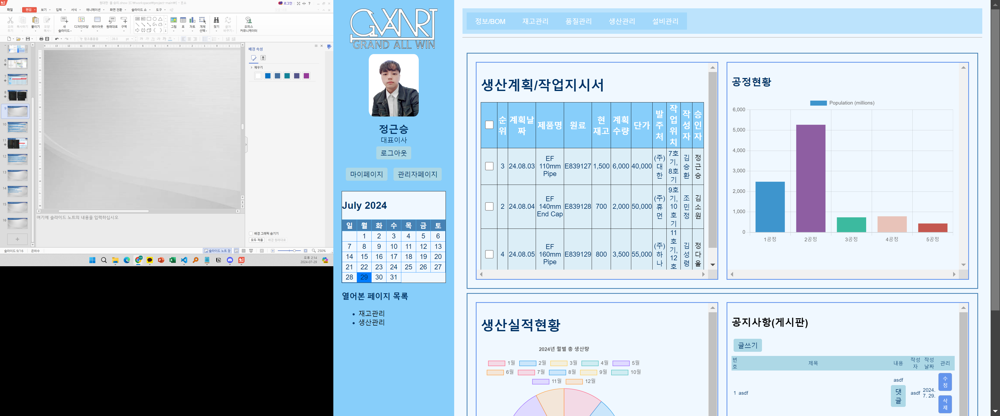 원대한 올 승리.show [C:\workspace\project-main\] - 한쇼
로그인
파일 편집 보기 입력 서식 애니메이션 화면 전환 슬라이드 쇼 도구
오려 두기 복사하기 붙이기 모양 복사 새 슬라이드 디자인마당 레이아웃 원래대로 구역 그림 표 차트 개체 선택 찾기 글자 바꾸기 오피스 커뮤니케이터
함초롬돋움 28.0 pt
배경 속성
채우기
6
7
8
9
10
11
12
13
14
15
16
여기에 슬라이드 노트의 내용을 입력하십시오
배경 그래픽 숨기기
모두 적용 배경 원래대로
슬라이드 9/16 은하수 슬라이드 노트 창 250%
오후 2:14
2024-07-29
GRAND ALL WIN
정근승
대표이사
로그아웃
마이페이지 관리자페이지
July 2024
일 월 화 수 목 금 토
1 2 3 4 5 6
7 8 9 10 11 12 13
14 15 16 17 18 19 20
21 22 23 24 25 26 27
28 29 30 31
열어본 페이지 목록
재고관리
생산관리
정보/BOM 재고관리 품질관리 생산관리 설비관리
생산계획/작업지시서
순위 계획날짜 제품명 원료 현재고 계획수량 단가 발주처 작업위치 작성자 승인자
3 24.08.03 EF 110mm Pipe E839127 1,500 6,000 40,000 (주)대한 7호기, 8호기 김승환 정근승
2 24.08.04 EF 140mm End Cap E839128 700 2,000 50,000 (주)휴먼 9호기, 10호기 조민정 김소원
4 24.08.05 EF 160mm Pipe E839129 800 3,500 55,000 (주)하나 11호기, 12호 김성령 정다올
공정현황
Population (millions)
6,000
5,000
4,000
3,000
2,000
1,000
0
1공정 2공정 3공정 4공정 5공정
생산실적현황
2024년 월별 총 생산량
1월 2월 3월 4월 5월
6월 7월 8월 9월 10월
11월 12월
공지사항(게시판)
글쓰기
번호 제목 내용 작성자 작성날짜 관리
1 asdf asdf 댓글 asdf 2024. 7. 29. 수정 삭제